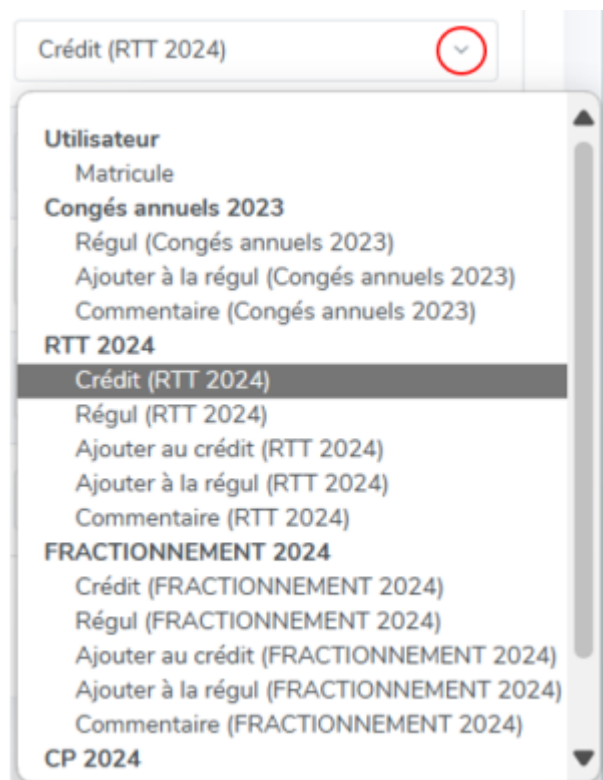 Crédit (RTT 2024)
Utilisateur
Matricule
Congés annuels 2023
Régul (Congés annuels 2023)
Ajouter à la régul (Congés annuels 2023)
Commentaire (Congés annuels 2023)
RTT 2024
Crédit (RTT 2024)
Régul (RTT 2024)
Ajouter au crédit (RTT 2024)
Ajouter à la régul (RTT 2024)
Commentaire (RTT 2024)
FRACTIONNEMENT 2024
Crédit (FRACTIONNEMENT 2024)
Régul (FRACTIONNEMENT 2024)
Ajouter au crédit (FRACTIONNEMENT 2024)
Ajouter à la régul (FRACTIONNEMENT 2024)
Commentaire (FRACTIONNEMENT 2024)
CP 2024